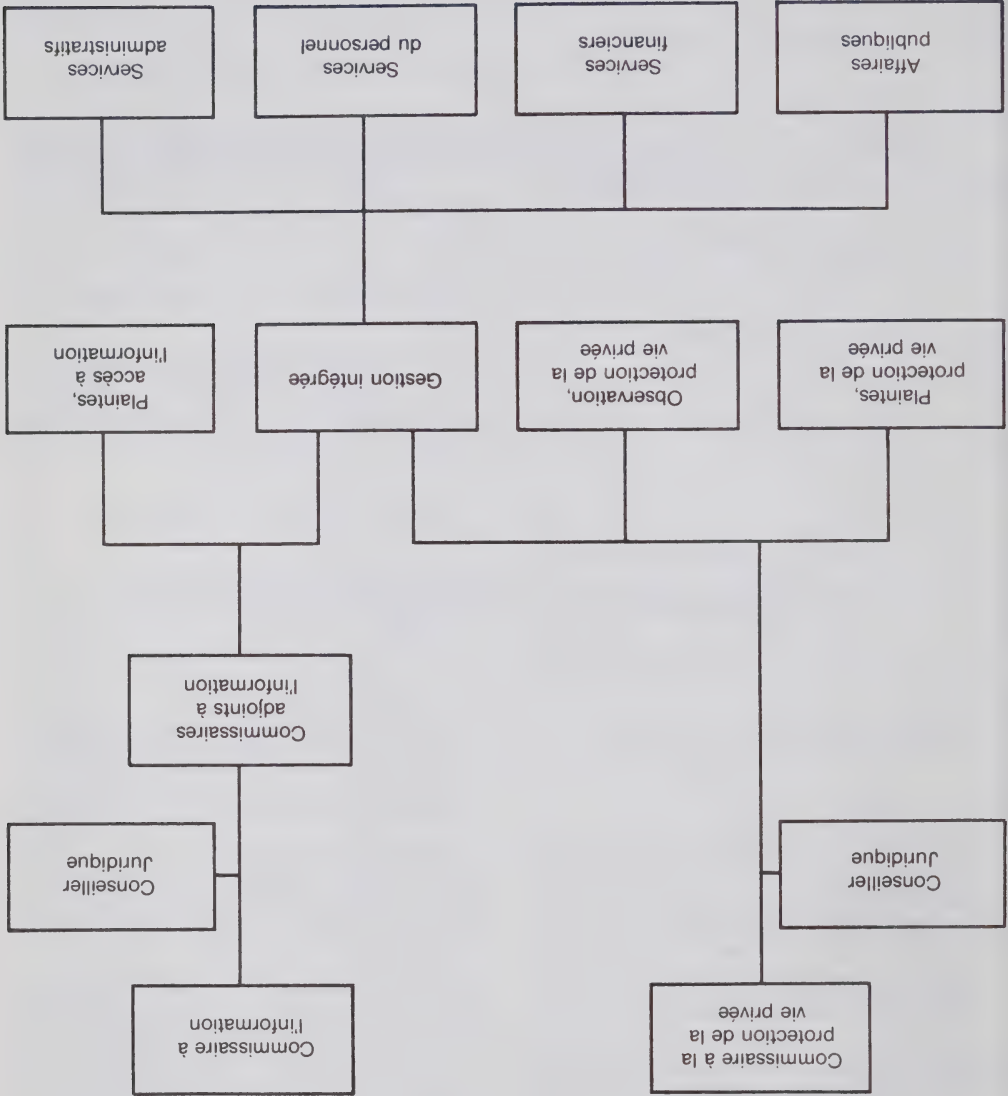 Commissaire à la
protection de la
vie privée
Commissaire à
l'information
Conseiller
Juridique
Conseiller
Juridique
Commissaires
adjoints à
l'information
Plaintes,
protection de la
vie privée
Observation,
protection de la
vie privée
Gestion intégrée
Plaintes,
accès à
l'information
Affaires
publiques
Services
financiers
Services
du personnel
Services
administratifs